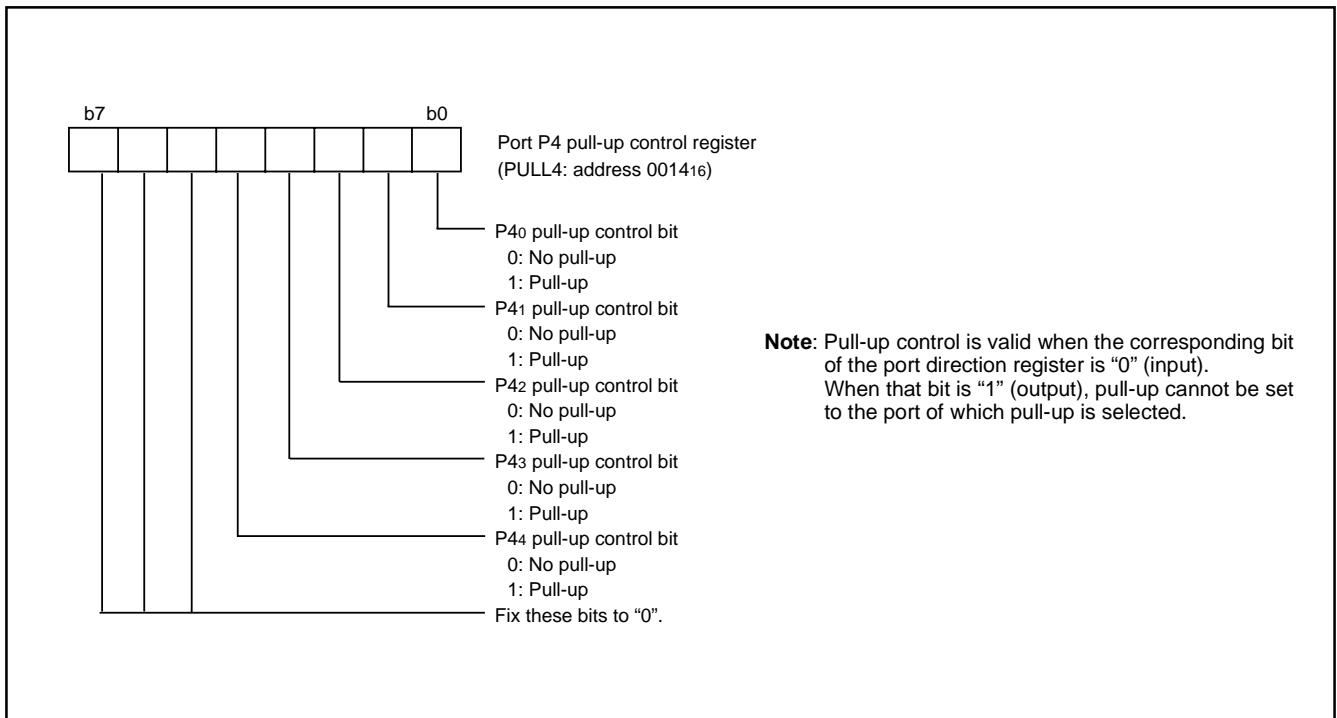 b7 b0
Port P4 pull-up control register
(PULL4: address 001416)
P40 pull-up control bit
0: No pull-up
1: Pull-up
P41 pull-up control bit
0: No pull-up
1: Pull-up
P42 pull-up control bit
0: No pull-up
1: Pull-up
P43 pull-up control bit
0: No pull-up
1: Pull-up
P44 pull-up control bit
0: No pull-up
1: Pull-up
Fix these bits to “0”.
Note: Pull-up control is valid when the corresponding bit
of the port direction register is “0” (input).
When that bit is “1” (output), pull-up cannot be set
to the port of which pull-up is selected.